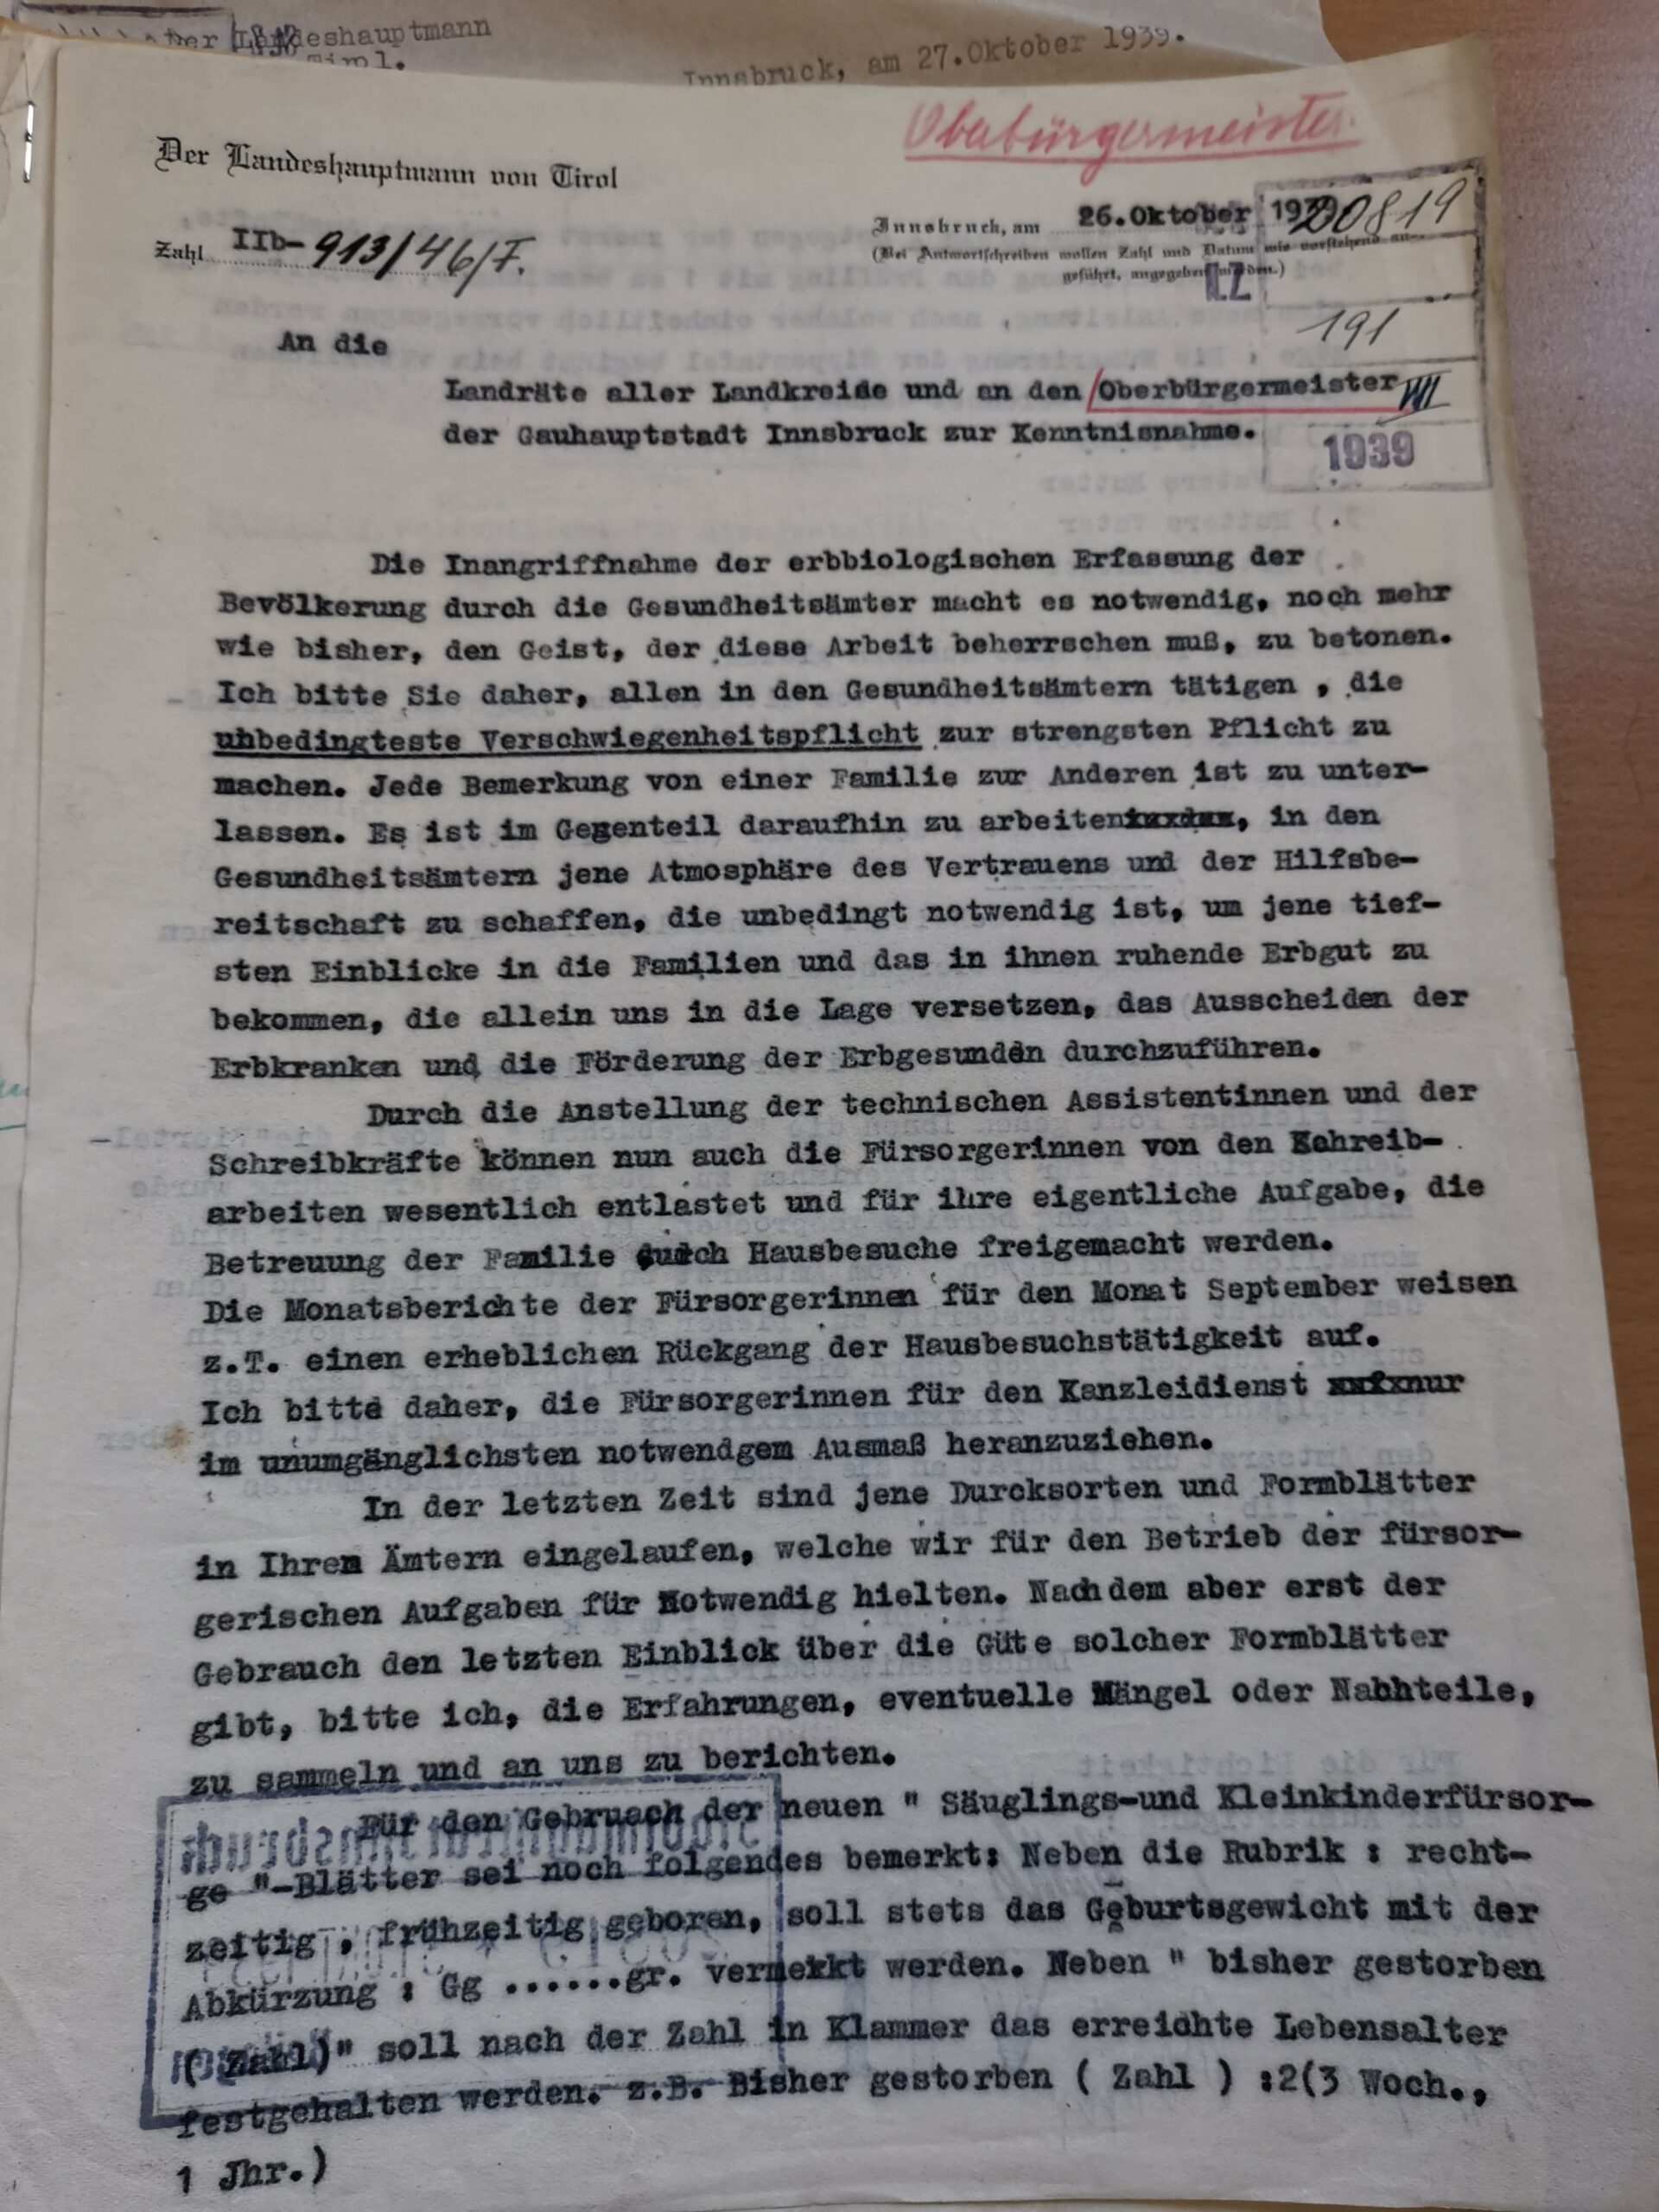 Der Landeshauptmann
Tirol.
Innsbruck, am 27.Oktober 1939.
Oberbürgermeister.
Der Landeshauptmann von Tirol
Zahl IIb-913/46/I.
Innsbruck, am 26.Oktober 1939
(Bei Antwortschreiben wollen Zahl und Datum wie vorstehend an-
geführt, angegeben werden.)
20819
191
VII
1939
An die
Landräte aller Landkreide und an den Oberbürgermeister
der Gauhauptstadt Innsbruck zur Kenntnisnahme.
Die Inangriffnahme der erbbiologischen Erfassung der
Bevölkerung durch die Gesundheitsämter macht es notwendig, noch mehr
wie bisher, den Geist, der diese Arbeit beherrschen muß, zu betonen.
Ich bitte Sie daher, allen in den Gesundheitsämtern tätigen , die
unbedingteste Verschwiegenheitspflicht zur strengsten Pflicht zu
machen. Jede Bemerkung von einer Familie zur Anderen ist zu unter-
lassen. Es ist im Gegenteil daraufhin zu arbeiten, in den
Gesundheitsämtern jene Atmosphäre des Vertrauens und der Hilfsbe-
reitschaft zu schaffen, die unbedingt notwendig ist, um jene tief-
sten Einblicke in die Familien und das in ihnen ruhende Erbgut zu
bekommen, die allein uns in die Lage versetzen, das Ausscheiden der
Erbkranken und die Förderung der Erbgesunden durchzuführen.
Durch die Anstellung der technischen Assistentinnen und der
Schreibkräfte können nun auch die Fürsorgerinnen von den Schreib-
arbeiten wesentlich entlastet und für ihre eigentliche Aufgabe, die
Betreuung der Familie durch Hausbesuche freigemacht werden.
Die Monatsberichte der Fürsorgerinnen für den Monat September weisen
z.T. einen erheblichen Rückgang der Hausbesuchstätigkeit auf.
Ich bitte daher, die Fürsorgerinnen für den Kanzleidienst nur
im unumgänglichsten notwendgem Ausmaß heranzuziehen.
In der letzten Zeit sind jene Durcksorten und Formblätter
in Ihren Ämtern eingelaufen, welche wir für den Betrieb der fürsor-
gerischen Aufgaben für Notwendig hielten. Nachdem aber erst der
Gebrauch den letzten Einblick über die Güte solcher Formblätter
gibt, bitte ich, die Erfahrungen, eventuelle Mängel oder Nachteile,
zu sammeln und an uns zu berichten.
Für den Gebruach der neuen " Säuglings-und Kleinkinderfürsor-
ge "-Blätter sei noch folgendes bemerkt: Neben die Rubrik : recht-
zeitig , frühzeitig geboren, soll stets das Geburtsgewicht mit der
Abkürzung : Gg ......gr. vermekkt werden. Neben " bisher gestorben
( Zahl)" soll nach der Zahl in Klammer das erreichte Lebensalter
festgehalten werden. z.B. Bisher gestorben ( Zahl ) :2(3 Woch.,
1 Jhr.)